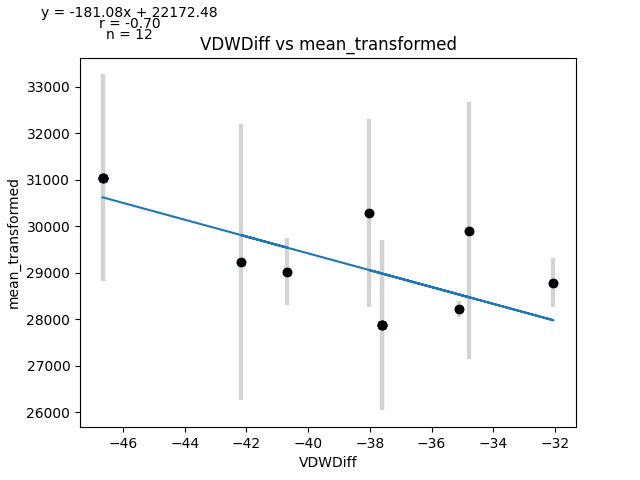 y = -181.08x + 22172.48
r = -0.70
n = 12
VDWDiff vs mean_transformed
33000
32000
31000
30000
29000
28000
27000
26000
mean_transformed
−46
−44
−42
−40
−38
−36
−34
−32
VDWDiff